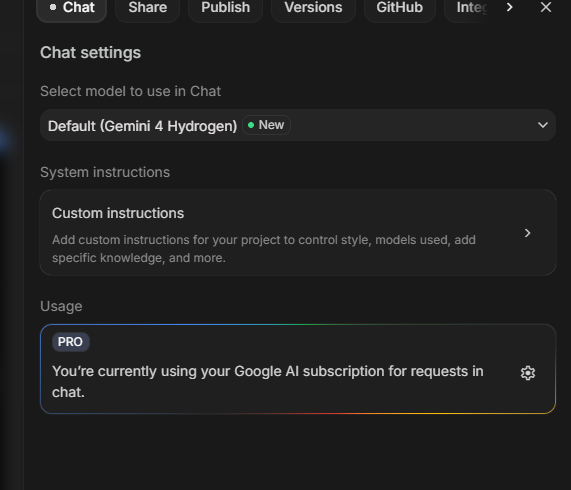 Chat
Share
Publish
Versions
GitHub
Chat settings
Select model to use in Chat
Default (Gemini 4 Hydrogen)
New
System instructions
Custom instructions
Add custom instructions for your project to control style, models used, add
specific knowledge, and more.
Usage
PRO
You’re currently using your Google AI subscription for requests in
chat.